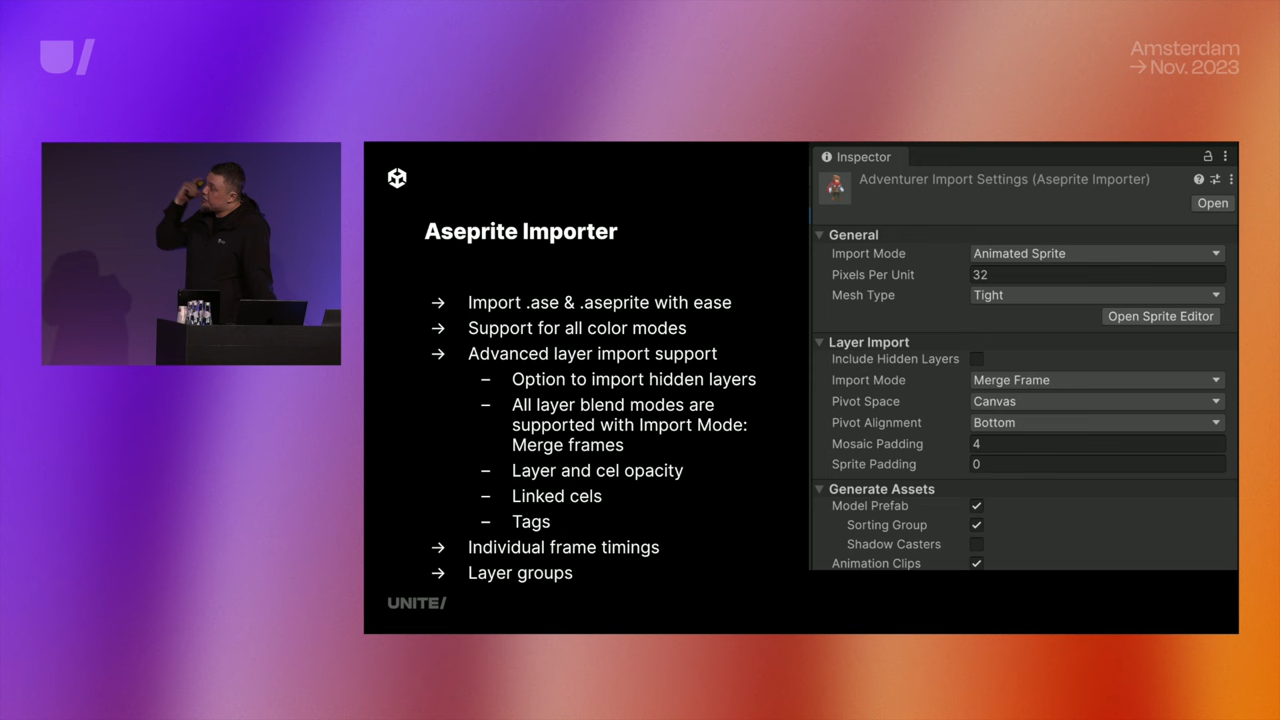 Amsterdam
→ Nov. 2023
Aseprite Importer
→ Import .ase & .aseprite with ease
→ Support for all color modes
→ Advanced layer import support
– Option to import hidden layers
– All layer blend modes are
supported with Import Mode:
Merge frames
– Layer and cel opacity
– Linked cels
– Tags
→ Individual frame timings
→ Layer groups
UNITE/
Inspector
Adventurer Import Settings (Aseprite Importer)
Open
General
Import Mode Animated Sprite
Pixels Per Unit 32
Mesh Type Tight
Open Sprite Editor
Layer Import
Include Hidden Layers
Import Mode Merge Frame
Pivot Space Canvas
Pivot Alignment Bottom
Mosaic Padding 4
Sprite Padding 0
Generate Assets
Model Prefab
Sorting Group
Shadow Casters
Animation Clips